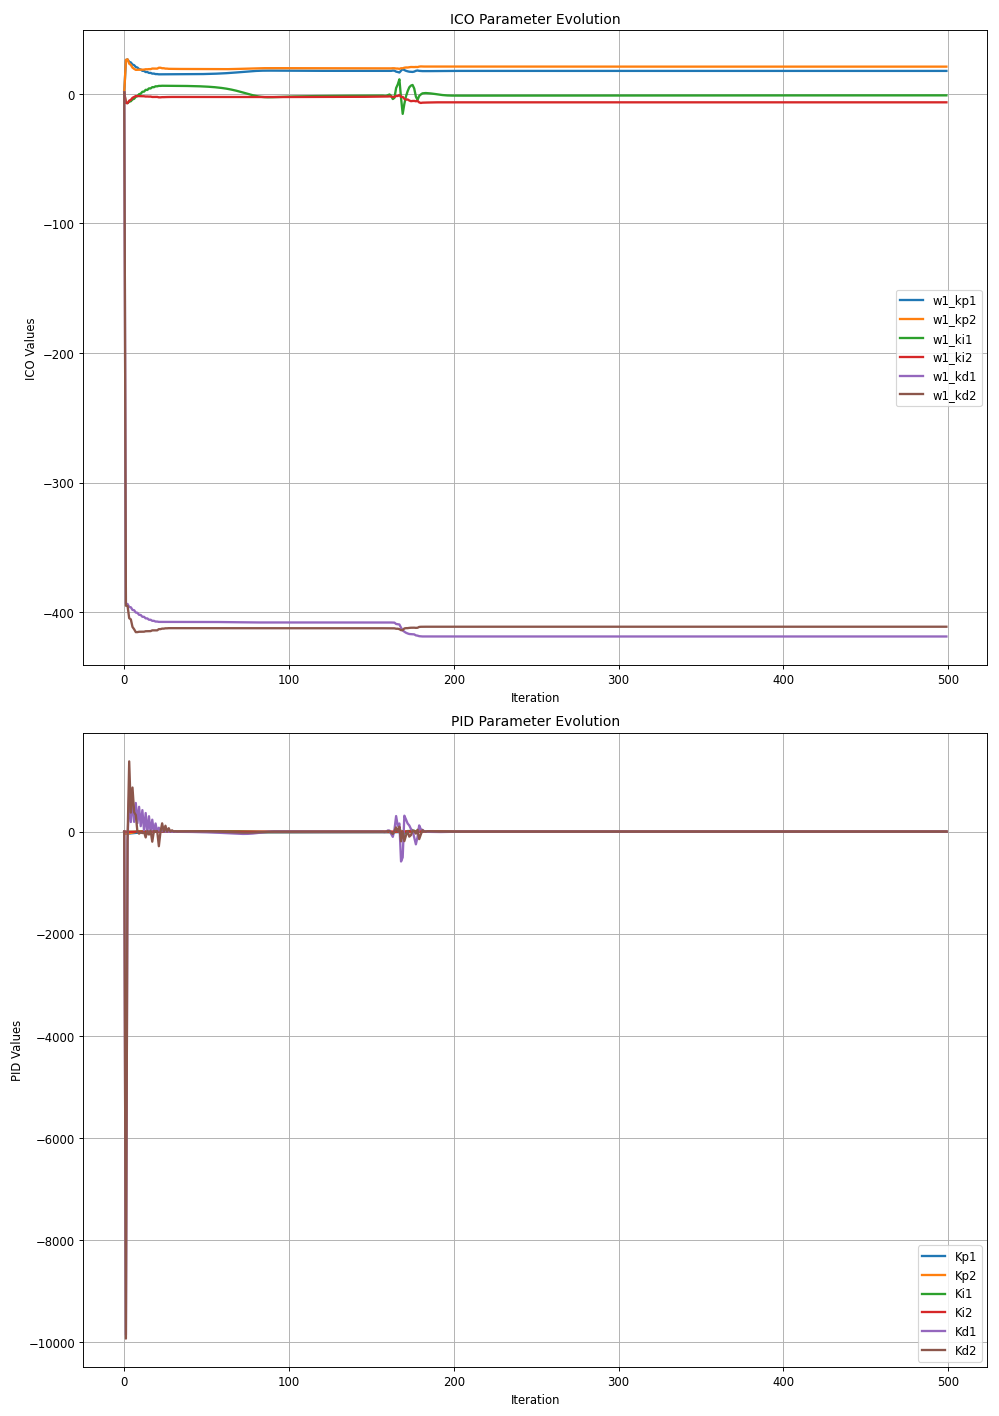 ICO Parameter Evolution
0
−100
−200
−300
−400
ICO Values
w1_kp1
w1_kp2
w1_ki1
w1_ki2
w1_kd1
w1_kd2
0 100 200 300 400 500
Iteration
PID Parameter Evolution
0
−2000
−4000
−6000
−8000
−10000
PID Values
Kp1
Kp2
Ki1
Ki2
Kd1
Kd2
0 100 200 300 400 500
Iteration